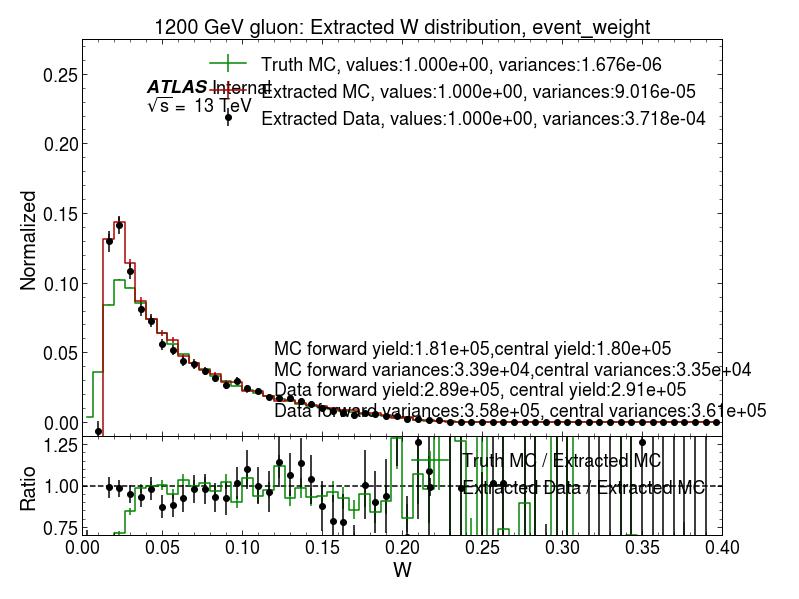 1200 GeV gluon: Extracted W distribution, event_weight
Truth MC, values:1.000e+00, variances:1.676e-06
ATLAS Internal
Extracted MC, values:1.000e+00, variances:9.016e-05
√s = 13 TeV
Extracted Data, values:1.000e+00, variances:3.718e-04
Normalized
0.25
0.20
0.15
0.10
0.05
0.00
MC forward yield:1.81e+05,central yield:1.80e+05
MC forward variances:3.39e+04,central variances:3.35e+04
Data forward yield:2.89e+05, central yield:2.91e+05
Data forward variances:3.58e+05, central variances:3.61e+05
Ratio
1.25
1.00
0.75
Truth MC / Extracted MC
Extracted Data / Extracted MC
0.00 0.05 0.10 0.15 0.20 0.25 0.30 0.35 0.40
W